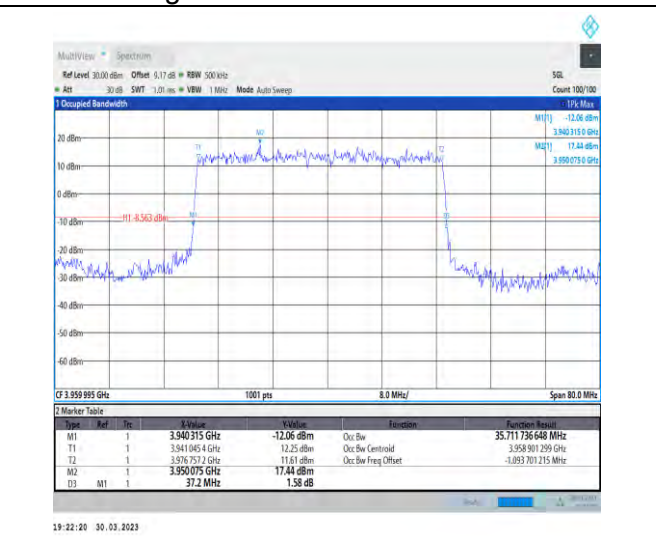 MultiView Spectrum
Ref Level 30.00 dBm Offset 9.17 dB RBW 500 kHz SGL
Att 30 dB SWT 1.01 ms VBW 1 MHz Mode Auto Sweep Count 100/100
1 Occupied Bandwidth 1Pk Max
M1[1] -12.06 dBm
3.940 315 0 GHz
M2[1] 17.44 dBm
3.950 075 0 GHz
M2
20 dBm
T1 T2
10 dBm
0 dBm
H1 -8.563 dBm M1
-10 dBm
-20 dBm
-30 dBm
-40 dBm
-50 dBm
-60 dBm
CF 3.959 995 GHz 1001 pts 8.0 MHz/ Span 80.0 MHz
2 Marker Table
Type Ref Trc X-Value Y-Value Function Function Result
M1 1 3.940 315 GHz -12.06 dBm Occ Bw 35.711 736 648 MHz
T1 1 3.941 045 4 GHz 12.25 dBm Occ Bw Centroid 3.958 901 299 GHz
T2 1 3.976 757 2 GHz 11.61 dBm Occ Bw Freq Offset -1.093 701 215 MHz
M2 1 3.950 075 GHz 17.44 dBm
D3 M1 1 37.2 MHz 1.58 dB
19:22:20 30.03.2023